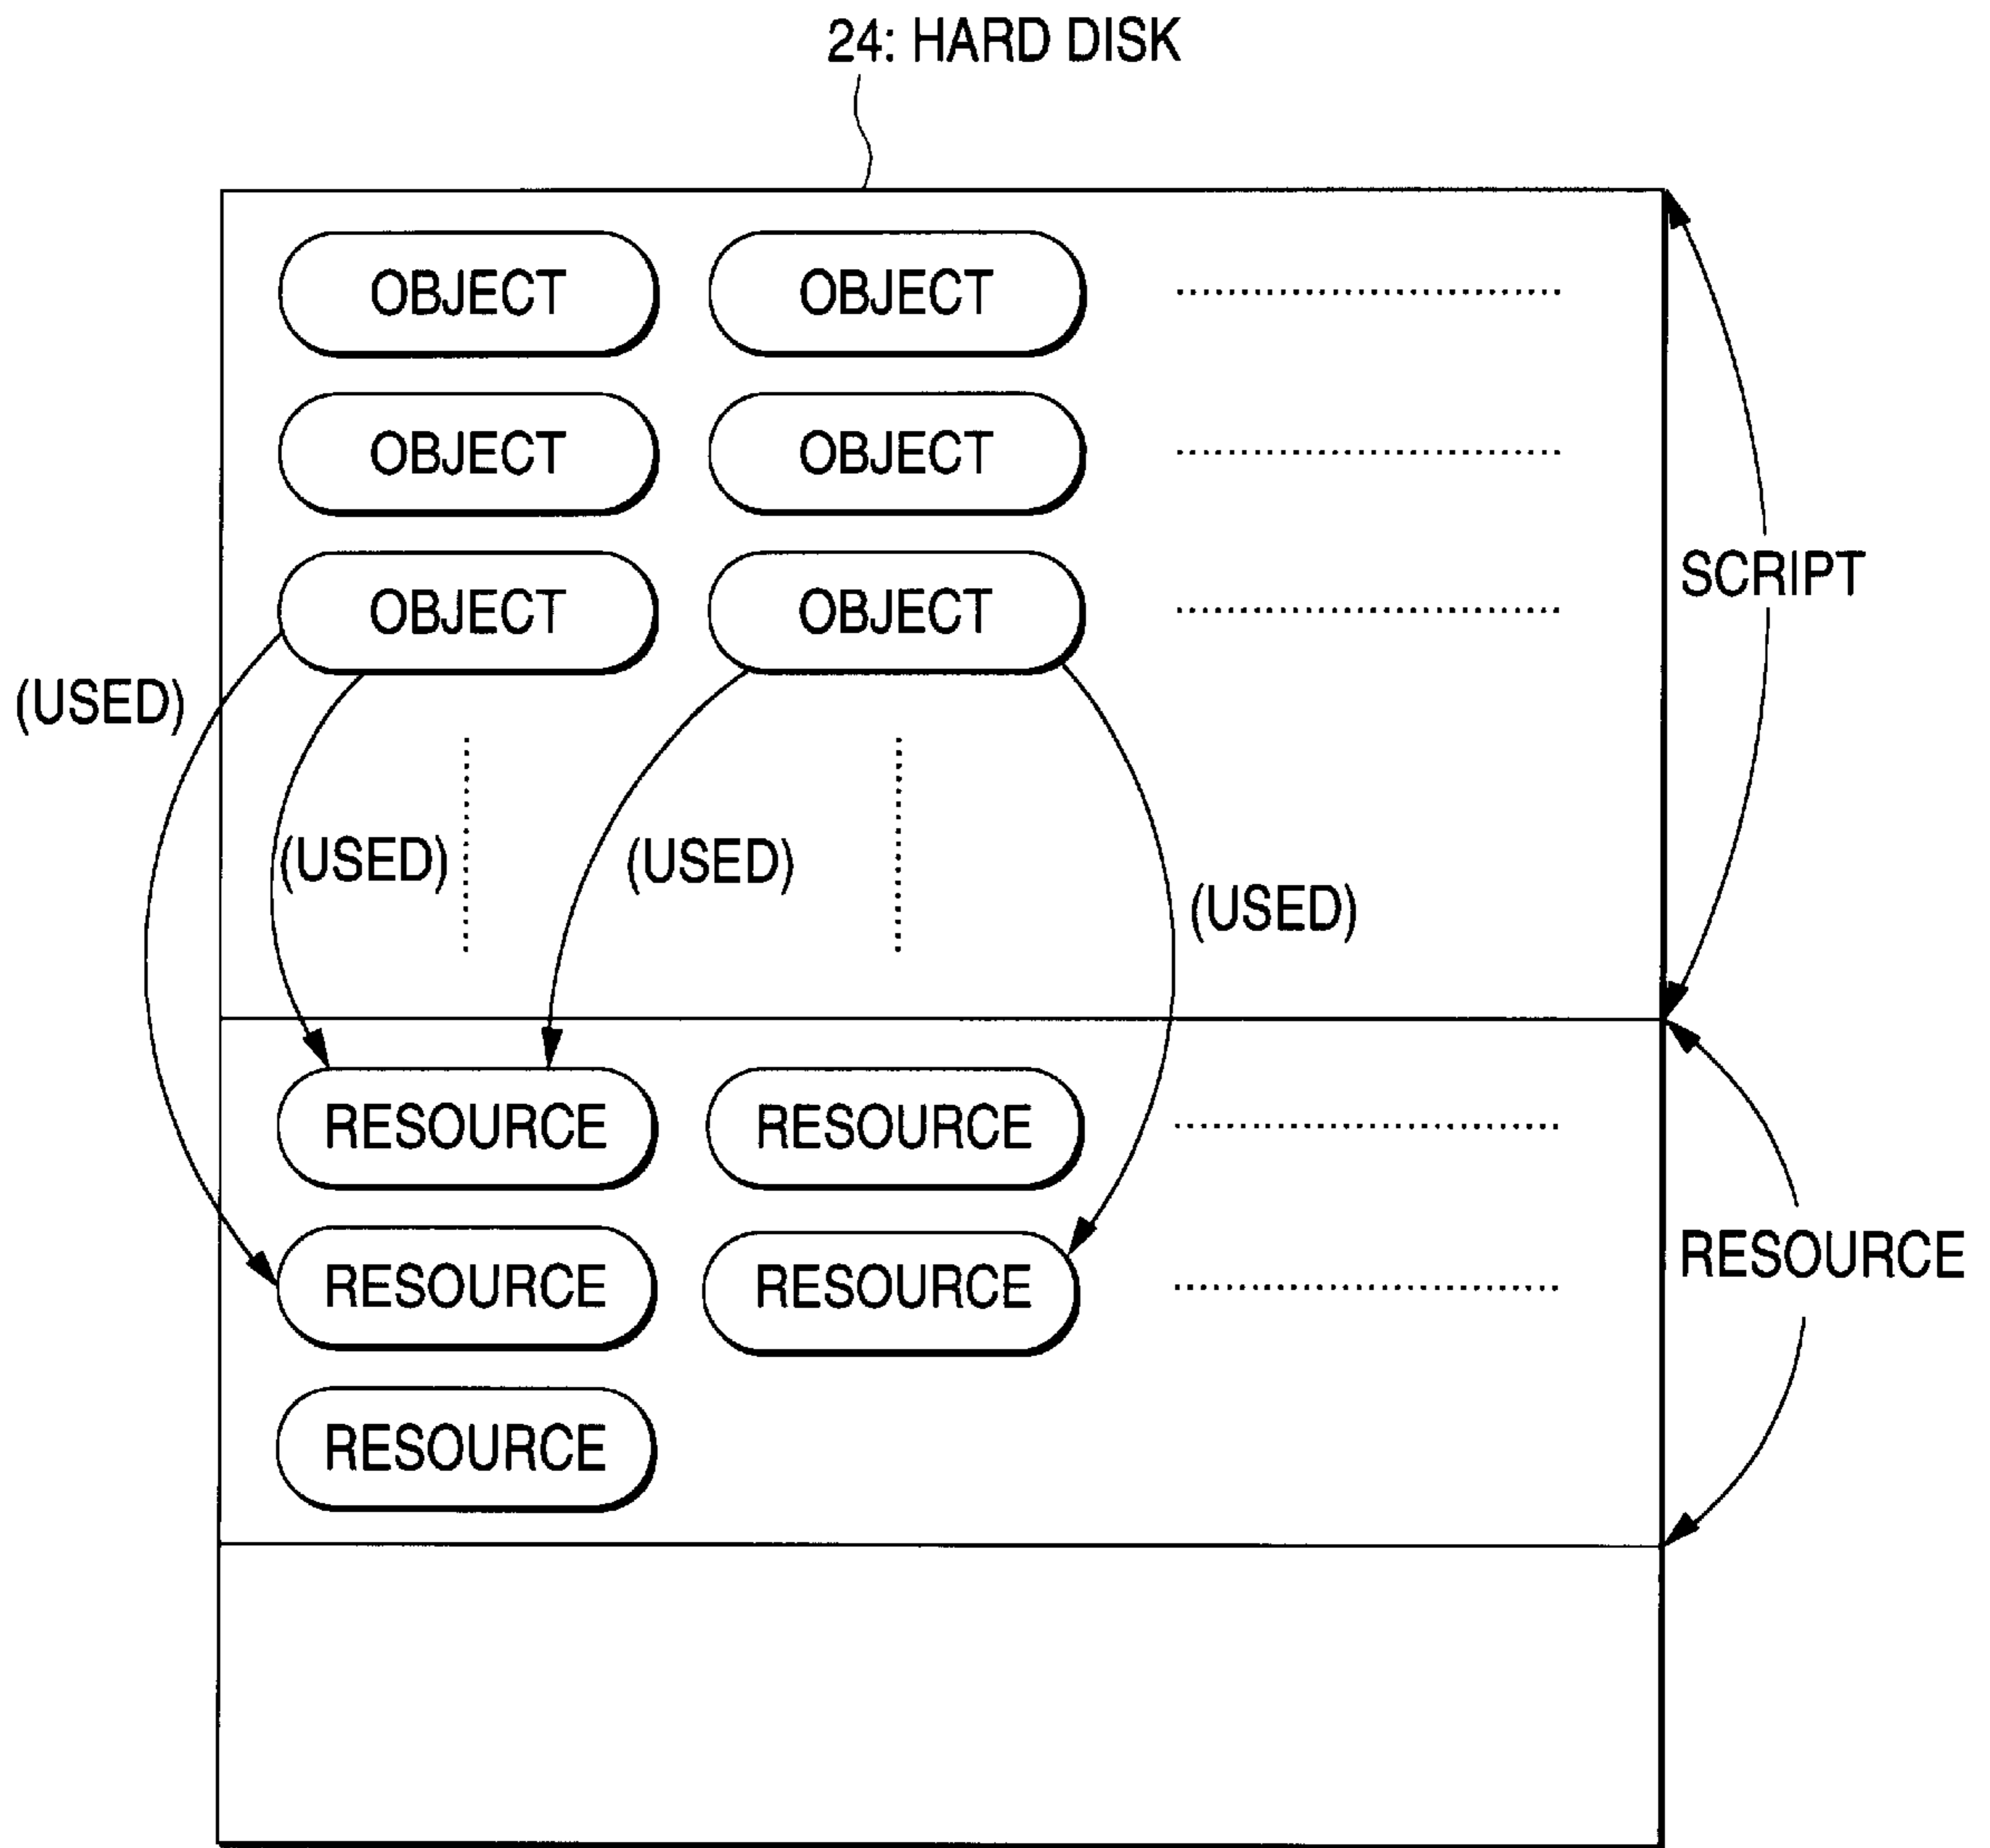 24: HARD DISK
OBJECT OBJECT
OBJECT OBJECT
SCRIPT
OBJECT OBJECT
(USED)
(USED) (USED)
(USED)
RESOURCE RESOURCE
RESOURCE
RESOURCE RESOURCE
RESOURCE